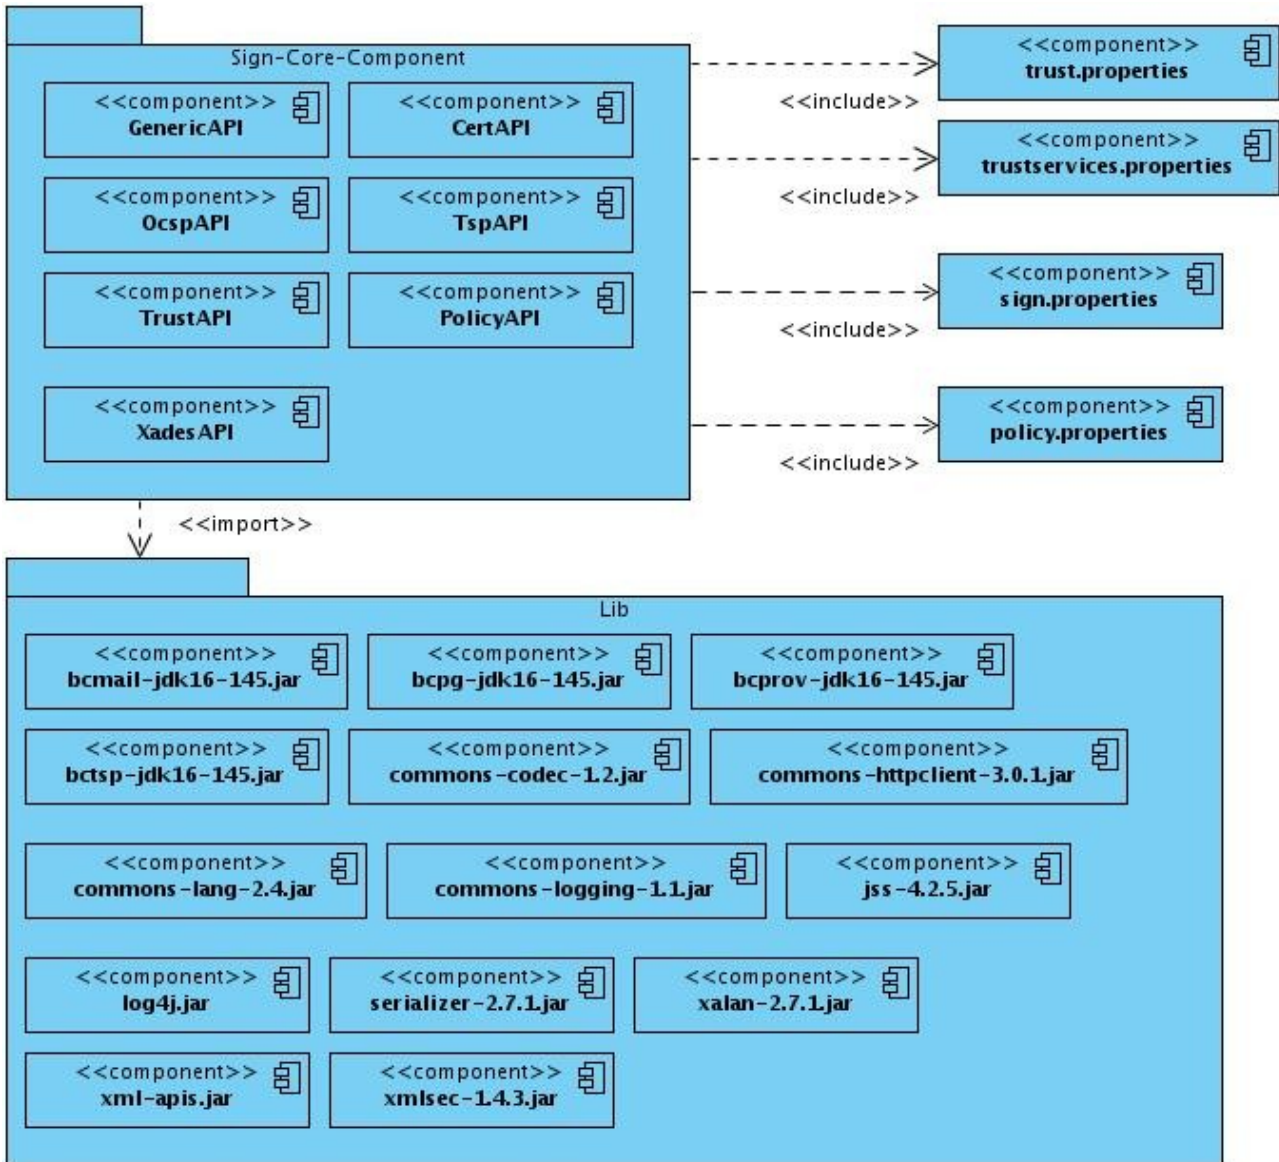 Sign-Core-Component
<<component>>
GenericAPI
<<component>>
CertAPI
<<component>>
OcspAPI
<<component>>
TspAPI
<<component>>
TrustAPI
<<component>>
PolicyAPI
<<component>>
XadesAPI
<<include>>
<<component>>
trust.properties
<<include>>
<<component>>
trustservices.properties
<<include>>
<<component>>
sign.properties
<<include>>
<<component>>
policy.properties
<<import>>
Lib
<<component>>
bcmail-jdk16-145.jar
<<component>>
bcpg-jdk16-145.jar
<<component>>
bcprov-jdk16-145.jar
<<component>>
bctsp-jdk16-145.jar
<<component>>
commons-codec-1.2.jar
<<component>>
commons-httpclient-3.0.1.jar
<<component>>
commons-lang-2.4.jar
<<component>>
commons-logging-1.1.jar
<<component>>
jss-4.2.5.jar
<<component>>
log4j.jar
<<component>>
serializer-2.7.1.jar
<<component>>
xalan-2.7.1.jar
<<component>>
xml-apis.jar
<<component>>
xmlsec-1.4.3.jar